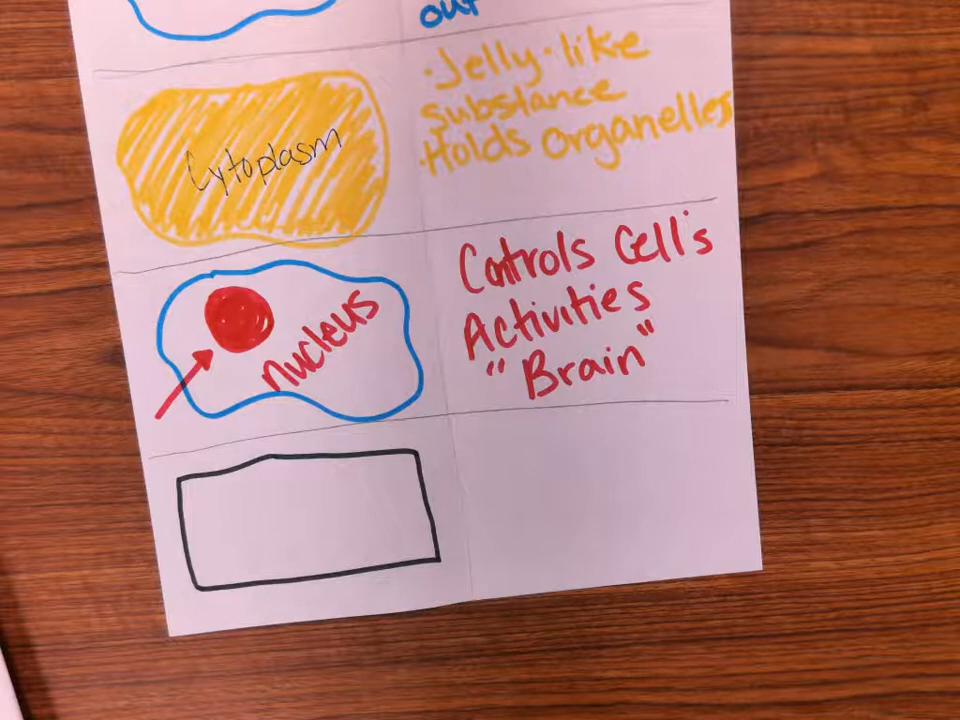 out
Cytoplasm
• Jelly-like
substance
• Holds Organelles
nucleus
Controls Cell's
Activities
"Brain"